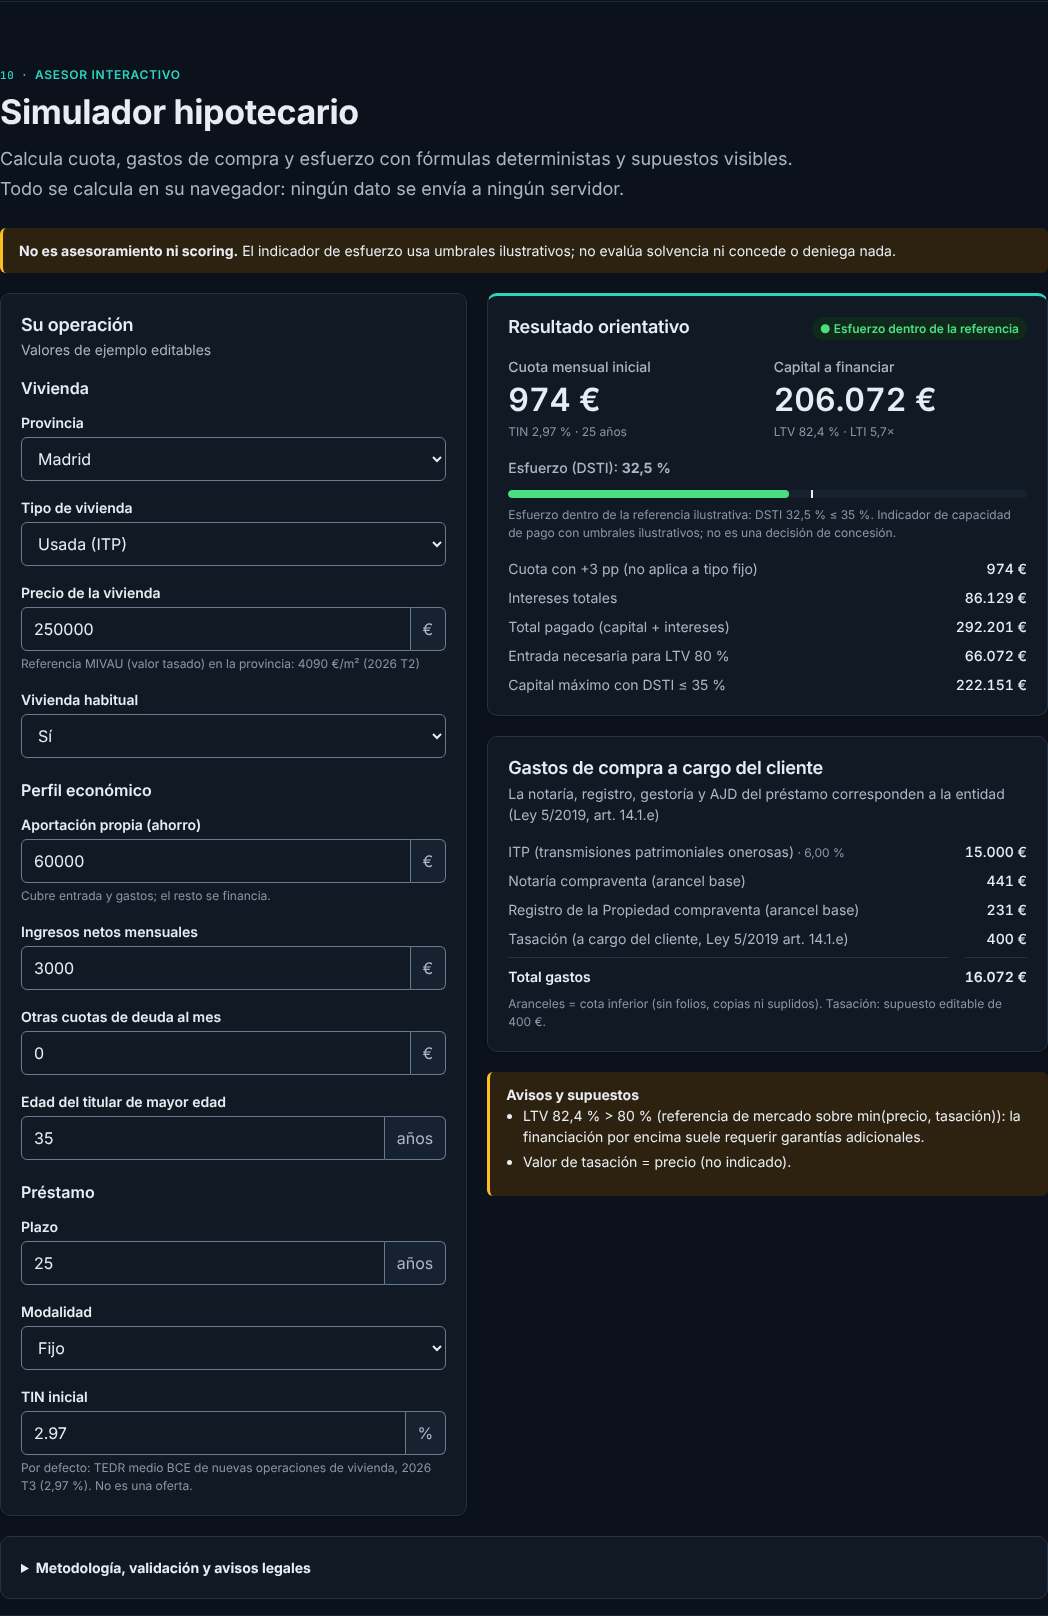 10 · ASESOR INTERACTIVO
Simulador hipotecario
Calcula cuota, gastos de compra y esfuerzo con fórmulas deterministas y supuestos visibles.
Todo se calcula en su navegador: ningún dato se envía a ningún servidor.
No es asesoramiento ni scoring. El indicador de esfuerzo usa umbrales ilustrativos; no evalúa solvencia ni concede o deniega nada.
Su operación
Valores de ejemplo editables
Vivienda
Provincia
Madrid
Tipo de vivienda
Usada (ITP)
Precio de la vivienda
250000 €
Referencia MIVAU (valor tasado) en la provincia: 4090 €/m² (2026 T2)
Vivienda habitual
Sí
Perfil económico
Aportación propia (ahorro)
60000 €
Cubre entrada y gastos; el resto se financia.
Ingresos netos mensuales
3000 €
Otras cuotas de deuda al mes
0 €
Edad del titular de mayor edad
35 años
Préstamo
Plazo
25 años
Modalidad
Fijo
TIN inicial
2.97 %
Por defecto: TEDR medio BCE de nuevas operaciones de vivienda, 2026
T3 (2,97 %). No es una oferta.
Resultado orientativo
Esfuerzo dentro de la referencia
Cuota mensual inicial
974 €
TIN 2,97 % · 25 años
Capital a financiar
206.072 €
LTV 82,4 % · LTI 5,7×
Esfuerzo (DSTI): 32,5 %
Esfuerzo dentro de la referencia ilustrativa: DSTI 32,5 % ≤ 35 %. Indicador de capacidad
de pago con umbrales ilustrativos; no es una decisión de concesión.
Cuota con +3 pp (no aplica a tipo fijo) 974 €
Intereses totales 86.129 €
Total pagado (capital + intereses) 292.201 €
Entrada necesaria para LTV 80 % 66.072 €
Capital máximo con DSTI ≤ 35 % 222.151 €
Gastos de compra a cargo del cliente
La notaría, registro, gestoría y AJD del préstamo corresponden a la entidad
(Ley 5/2019, art. 14.1.e)
ITP (transmisiones patrimoniales onerosas) · 6,00 % 15.000 €
Notaría compraventa (arancel base) 441 €
Registro de la Propiedad compraventa (arancel base) 231 €
Tasación (a cargo del cliente, Ley 5/2019 art. 14.1.e) 400 €
Total gastos 16.072 €
Aranceles = cota inferior (sin folios, copias ni suplidos). Tasación: supuesto editable de
400 €.
Avisos y supuestos
• LTV 82,4 % > 80 % (referencia de mercado sobre min(precio, tasación)): la
financiación por encima suele requerir garantías adicionales.
• Valor de tasación = precio (no indicado).
Metodología, validación y avisos legales